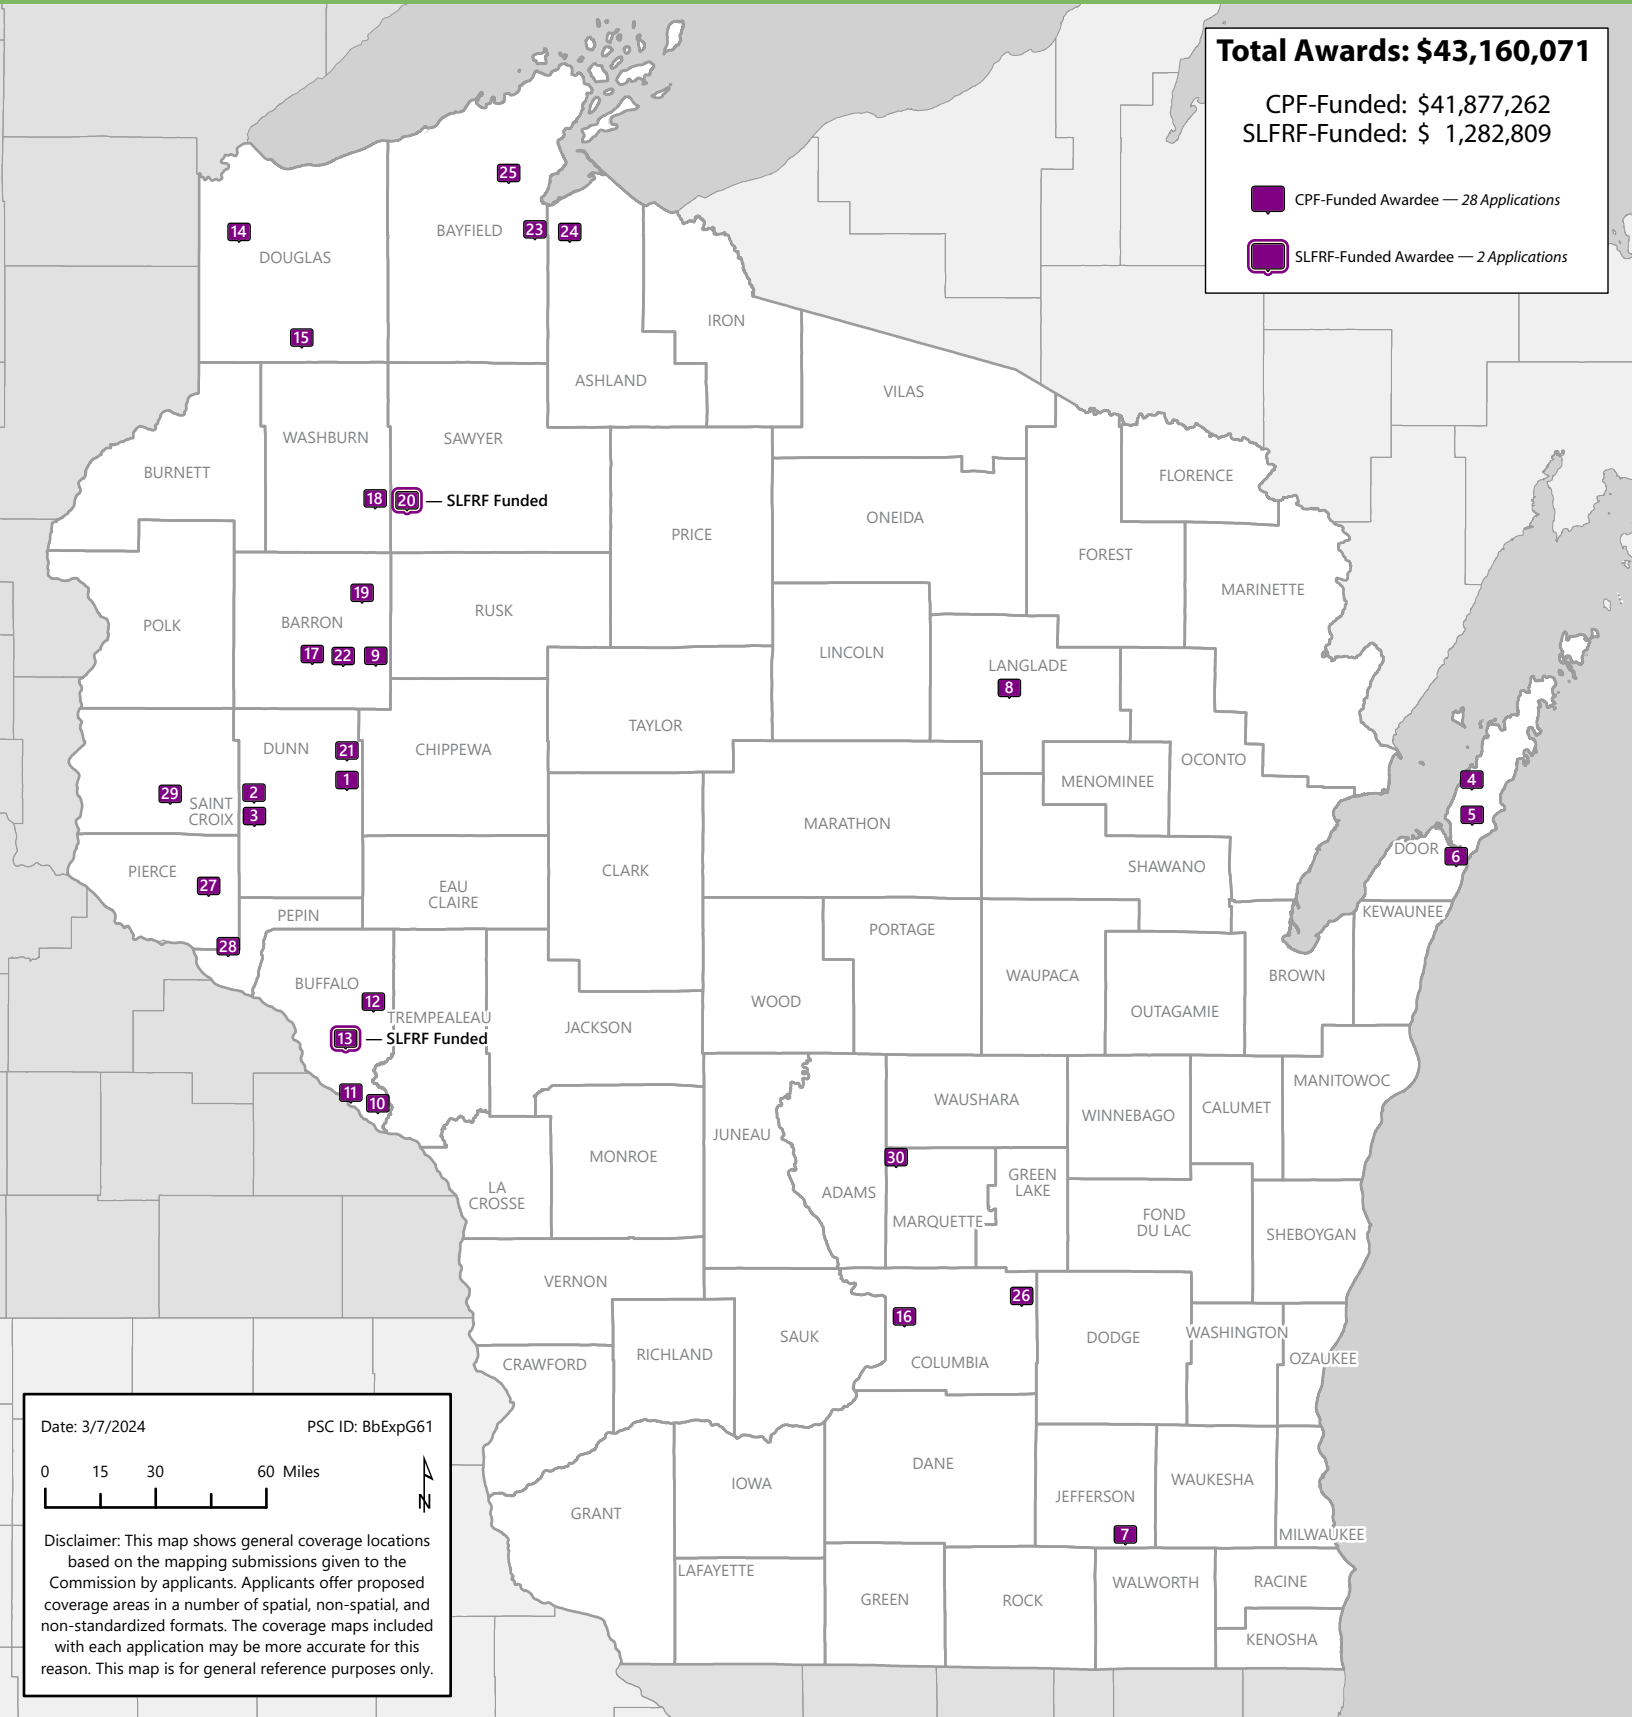 Total Awards: $43,160,071
CPF-Funded: $41,877,262
SLFRF-Funded: $ 1,282,809
CPF-Funded Awardee — 28 Applications
SLFRF-Funded Awardee — 2 Applications
25
14
BAYFIELD
23
24
DOUGLAS
IRON
15
ASHLAND
VILAS
WASHBURN
SAWYER
BURNETT
FLORENCE
18
20
— SLFRF Funded
ONEIDA
PRICE
FOREST
MARINETTE
19
RUSK
BARRON
POLK
17
22
9
LINCOLN
LANGLADE
8
TAYLOR
DUNN
21
CHIPPEWA
OCONTO
1
MENOMINEE
4
29
2
SAINT
CROIX
3
MARATHON
5
DOOR
6
PIERCE
CLARK
SHAWANO
27
EAU
CLAIRE
PEPIN
KEWAUNEE
PORTAGE
28
WAUPACA
BROWN
BUFFALO
12
WOOD
OUTAGAMIE
TREMPEALEAU
JACKSON
13
— SLFRF Funded
MANITOWOC
11
10
WAUSHARA
WINNEBAGO
CALUMET
JUNEAU
MONROE
30
GREEN
LAKE
LA
CROSSE
ADAMS
MARQUETTE
FOND
DU LAC
SHEBOYGAN
VERNON
26
16
SAUK
DODGE
WASHINGTON
RICHLAND
COLUMBIA
OZAUKEE
CRAWFORD
DANE
IOWA
WAUKESHA
JEFFERSON
GRANT
7
MILWAUKEE
LAFAYETTE
WALWORTH
RACINE
GREEN
ROCK
KENOSHA
Date: 3/7/2024 PSC ID: BbExpG61
0 15 30 60 Miles
N
Disclaimer: This map shows general coverage locations
based on the mapping submissions given to the
Commission by applicants. Applicants offer proposed
coverage areas in a number of spatial, non-spatial, and
non-standardized formats. The coverage maps included
with each application may be more accurate for this
reason. This map is for general reference purposes only.